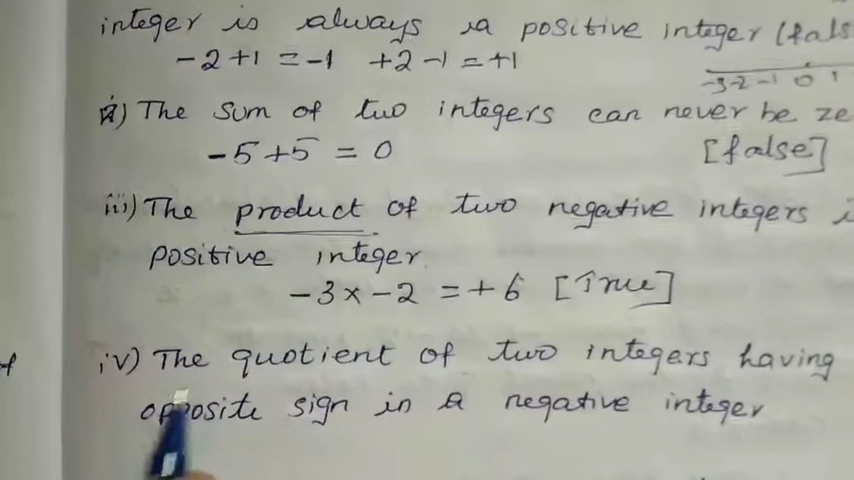 integer is always a positive integer (fals
-2+1 = -1 +2-1 = +1
-3-2-1 0 1
ii) The sum of two integers can never be ze
-5+5 = 0 [false]
iii) The product of two negative integers i
positive integer
-3x-2 = +6 [True]
of
iv) The quotient of two integers having
opposite sign in a negative integer